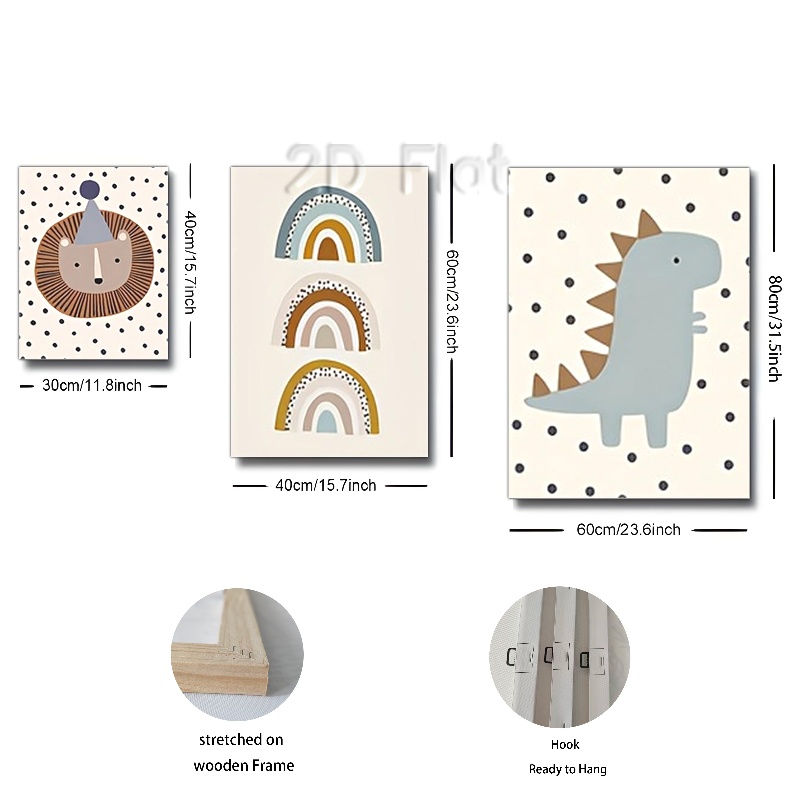 2D Flat
40cm/15.7inch
30cm/11.8inch
60cm/23.6inch
40cm/15.7inch
80cm/31.5inch
60cm/23.6inch
stretched on
wooden Frame
Hook
Ready to Hang